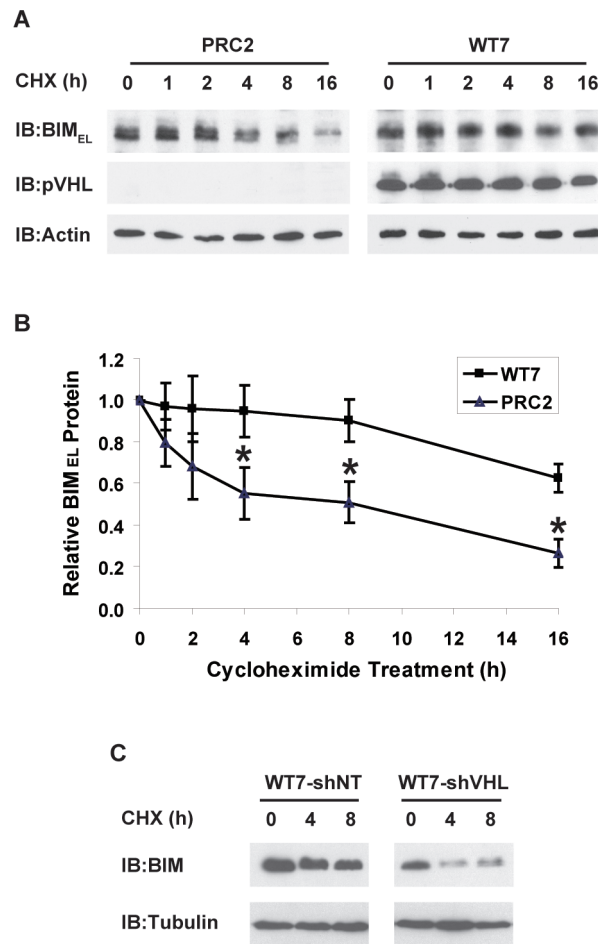 A
PRC2 WT7
CHX (h) 0 1 2 4 8 16 0 1 2 4 8 16
IB:BIMEL
IB:pVHL
IB:Actin
B
Relative BIM EL Protein
1.2
1.0
0.8
0.6
0.4
0.2
0.0
WT7
PRC2
*
*
*
0 2 4 6 8 10 12 14 16
Cycloheximide Treatment (h)
C
WT7-shNT WT7-shVHL
CHX (h) 0 4 8 0 4 8
IB:BIM
IB:Tubulin